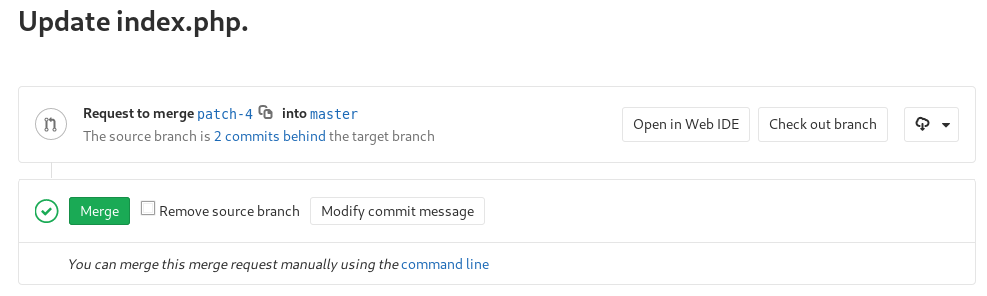 Update index.php.
Request to merge patch-4 into master
Open in Web IDE
Check out branch
The source branch is 2 commits behind the target branch
Merge
Remove source branch
Modify commit message
You can merge this merge request manually using the command line